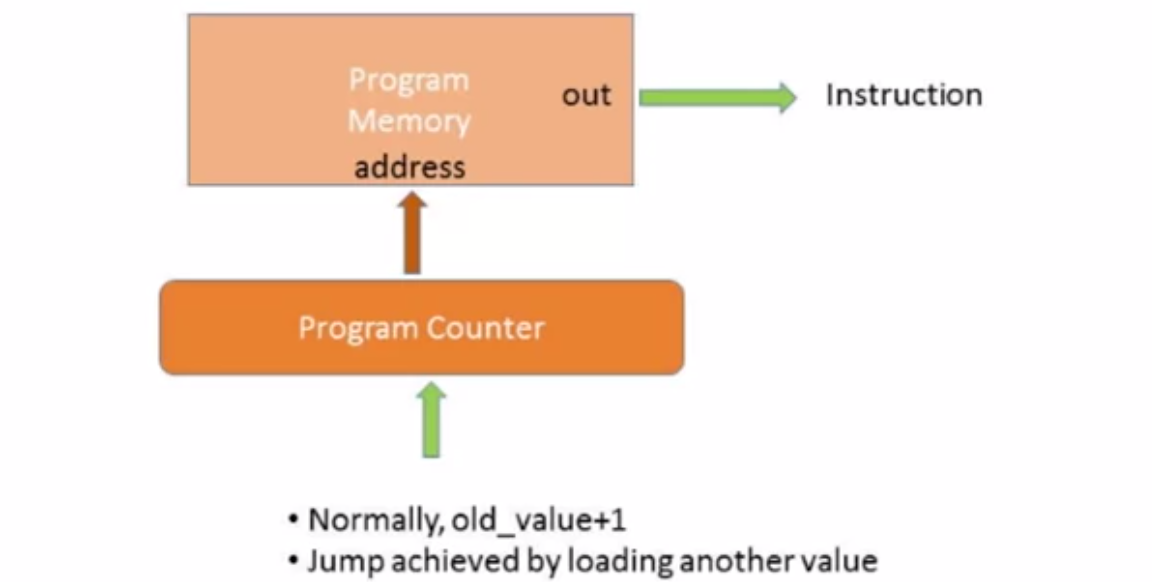 Program
Memory
out
Instruction
address
Program Counter
• Normally, old_value+1
• Jump achieved by loading another value